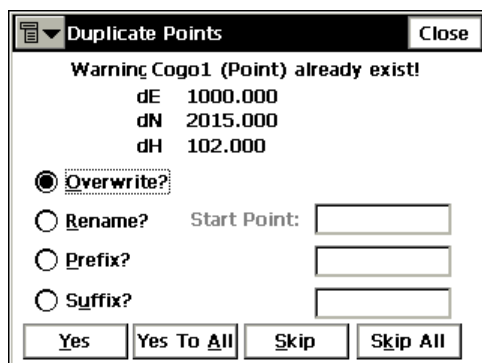 Duplicate Points Close
Warning Cogo1 (Point) already exist!
dE 1000.000
dN 2015.000
dH 102.000
Overwrite?
Rename? Start Point:
Prefix?
Suffix?
Yes Yes To All Skip Skip All